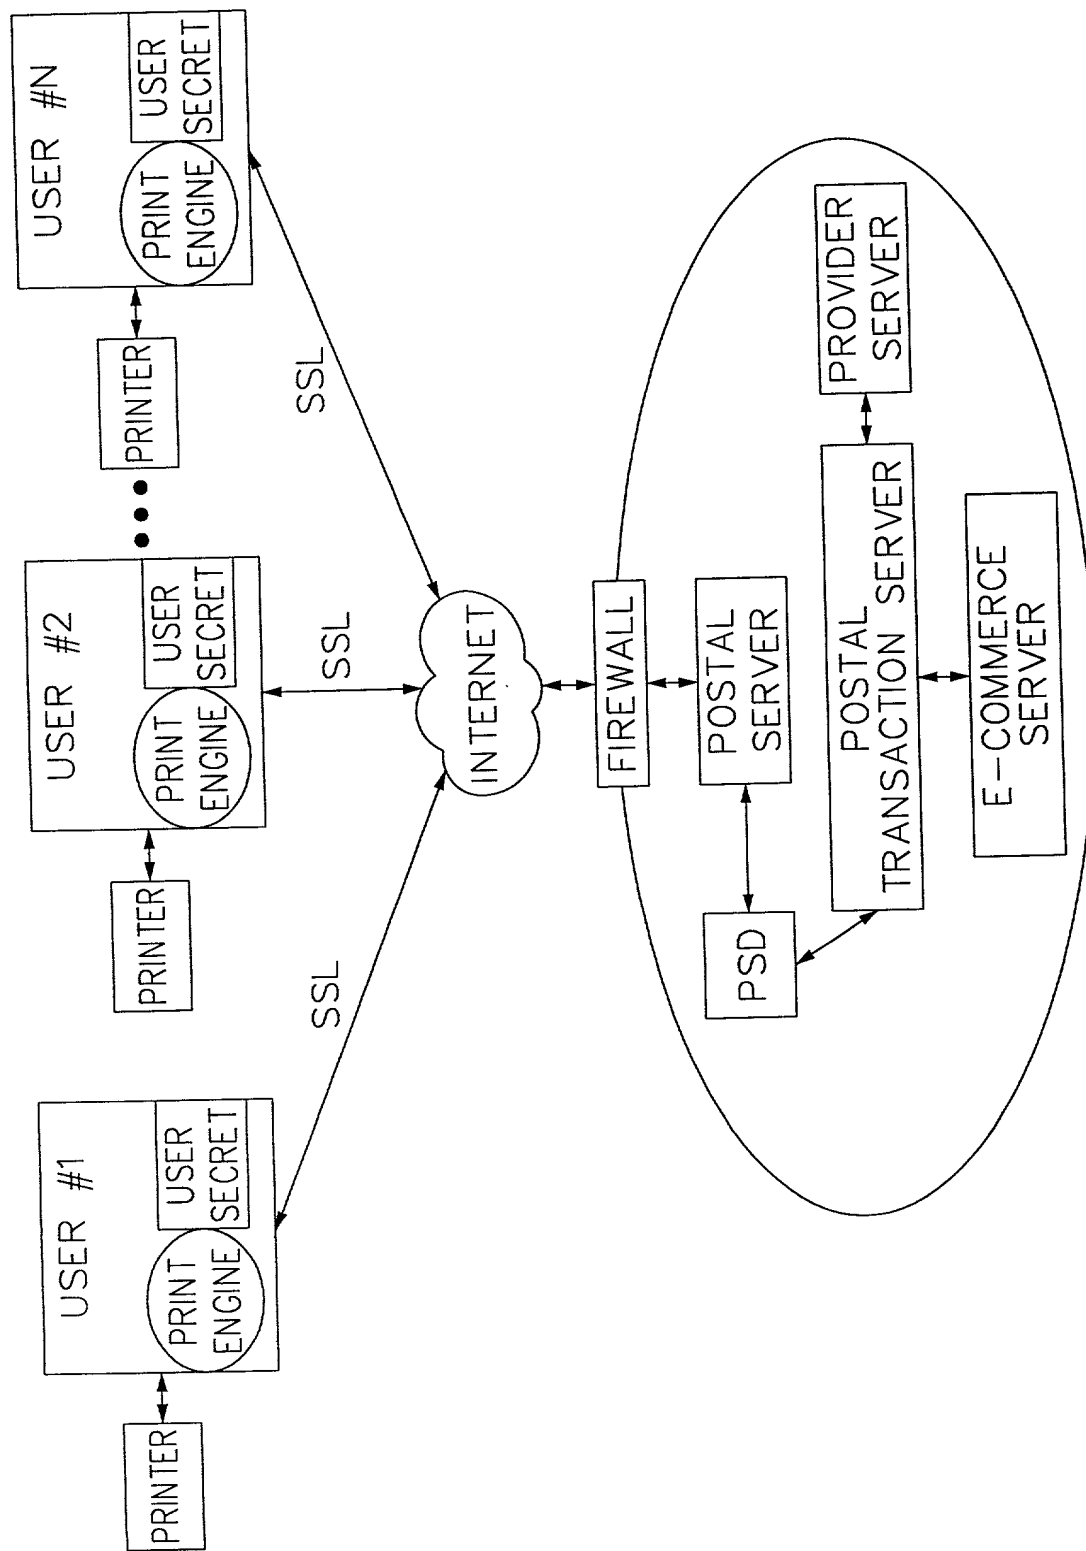 USER #1
PRINT
ENGINE
USER
SECRET
PRINTER
USER #2
PRINT
ENGINE
USER
SECRET
PRINTER
USER #N
PRINT
ENGINE
USER
SECRET
PRINTER
SSL
SSL
SSL
INTERNET
FIREWALL
POSTAL
SERVER
PSD
POSTAL
TRANSACTION SERVER
PROVIDER
SERVER
E-COMMERCE
SERVER